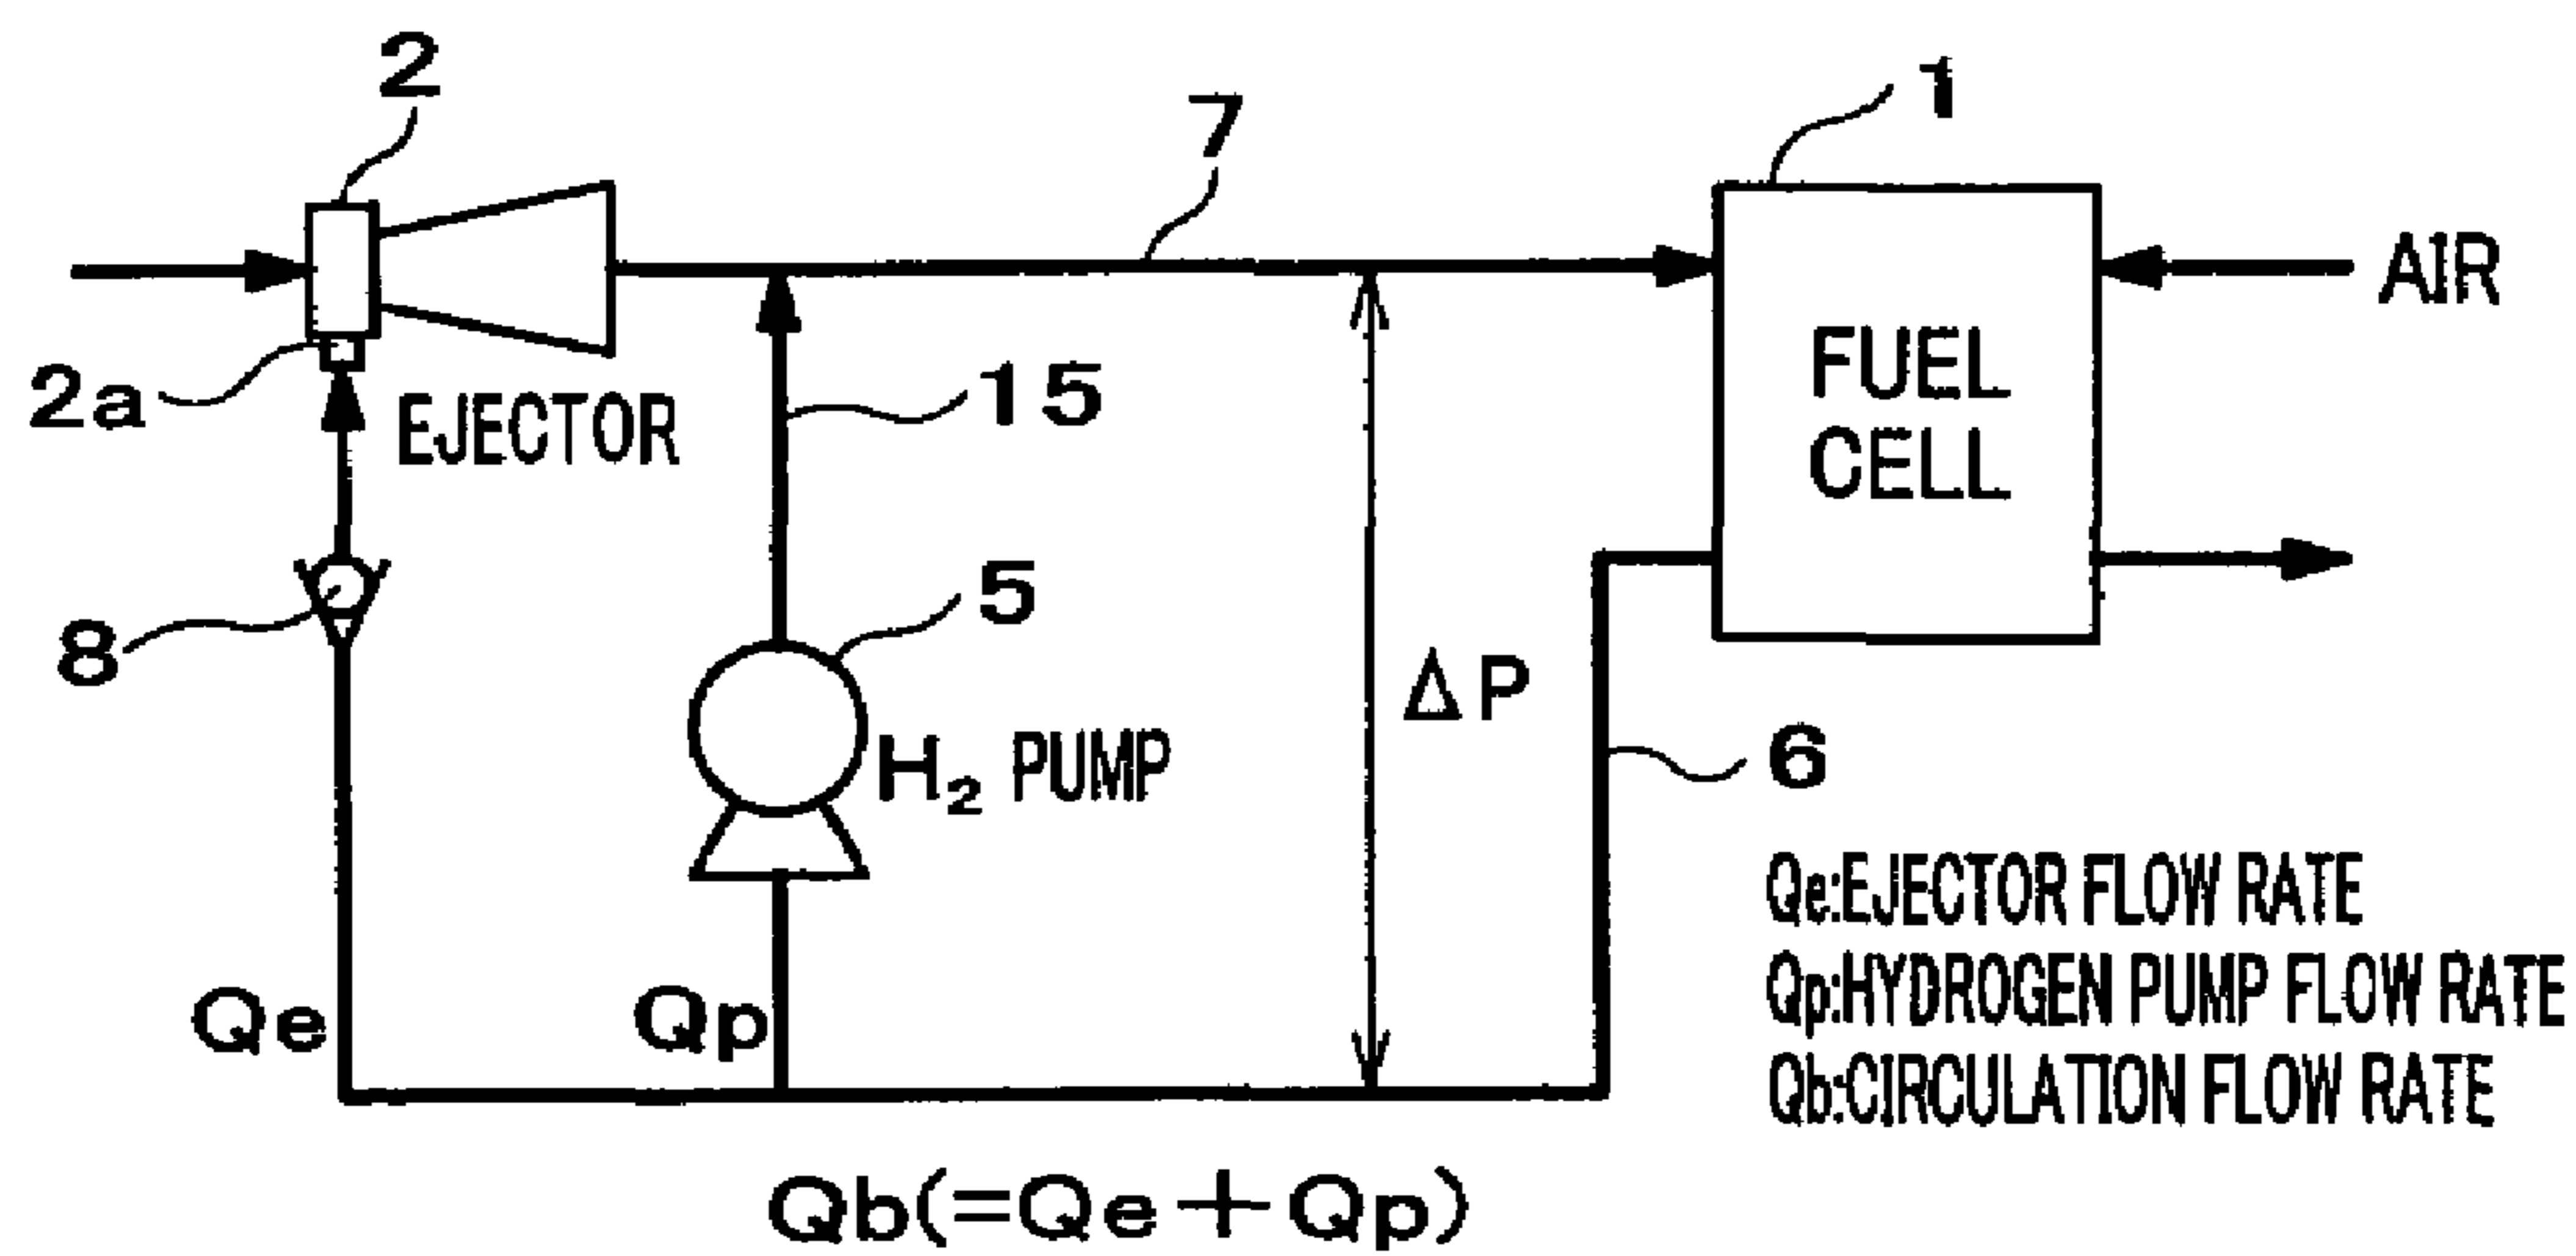 2
7
1
AIR
FUEL
CELL
2a
EJECTOR
15
8
5
H₂ PUMP
ΔP
6
Qe
Qp
Qe:EJECTOR FLOW RATE
Qp:HYDROGEN PUMP FLOW RATE
Qb:CIRCULATION FLOW RATE
Qb(=Qe+Qp)